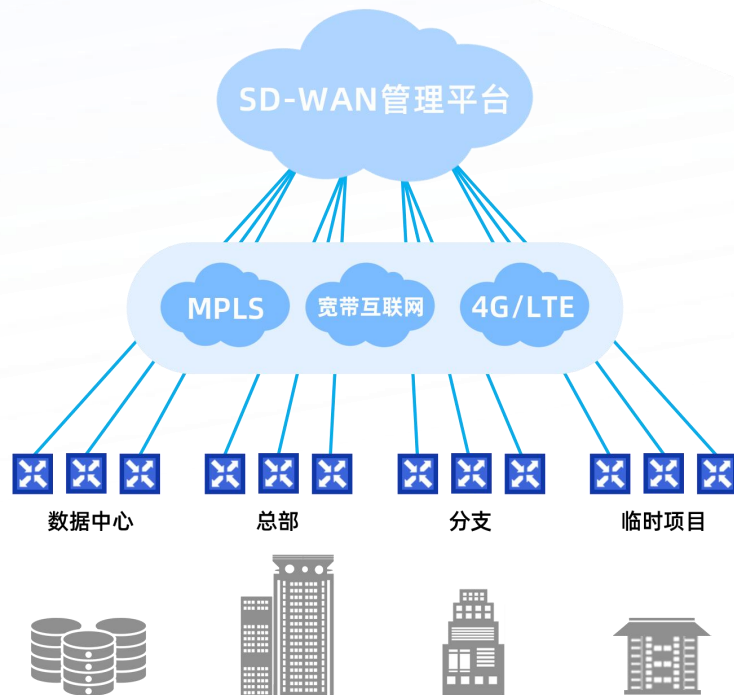 SD-WAN管理平台
MPLS
宽带互联网
4G/LTE
数据中心
总部
分支
临时项目